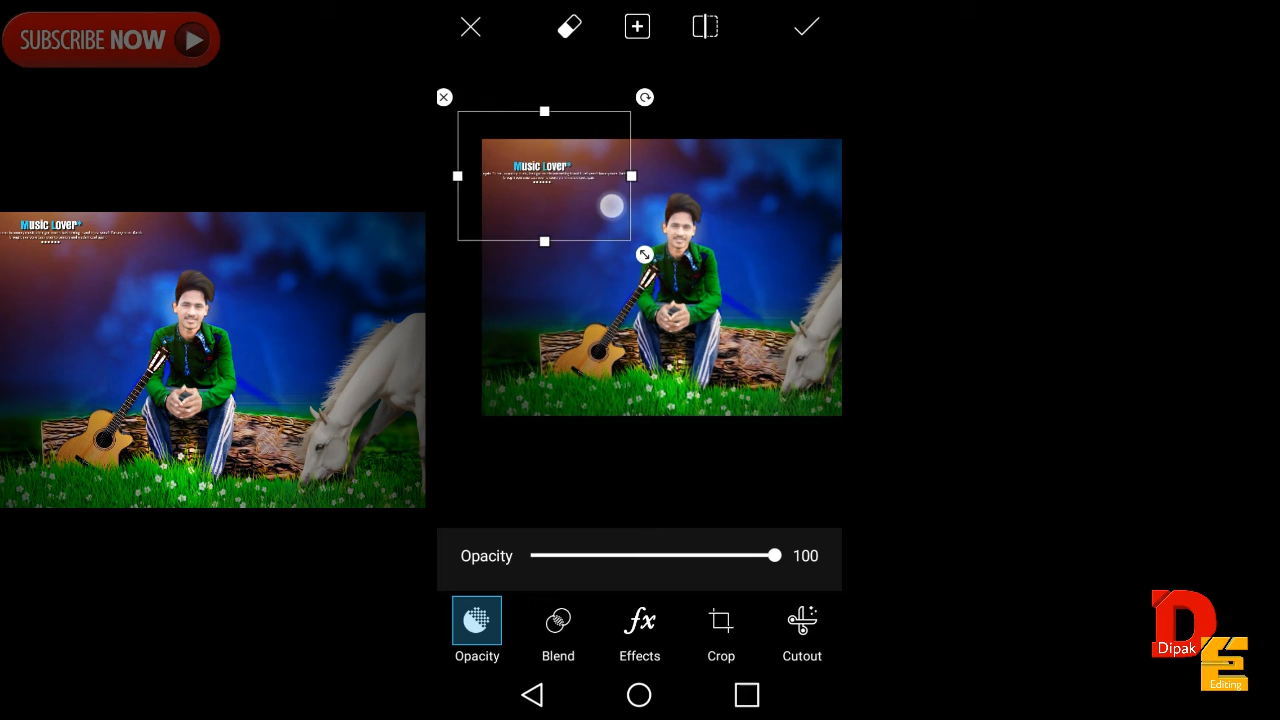 SUBSCRIBE NOW
Music Lover
Music Lover
Opacity 100
Opacity Blend Effects Crop Cutout
D
Dipak
E
Editing